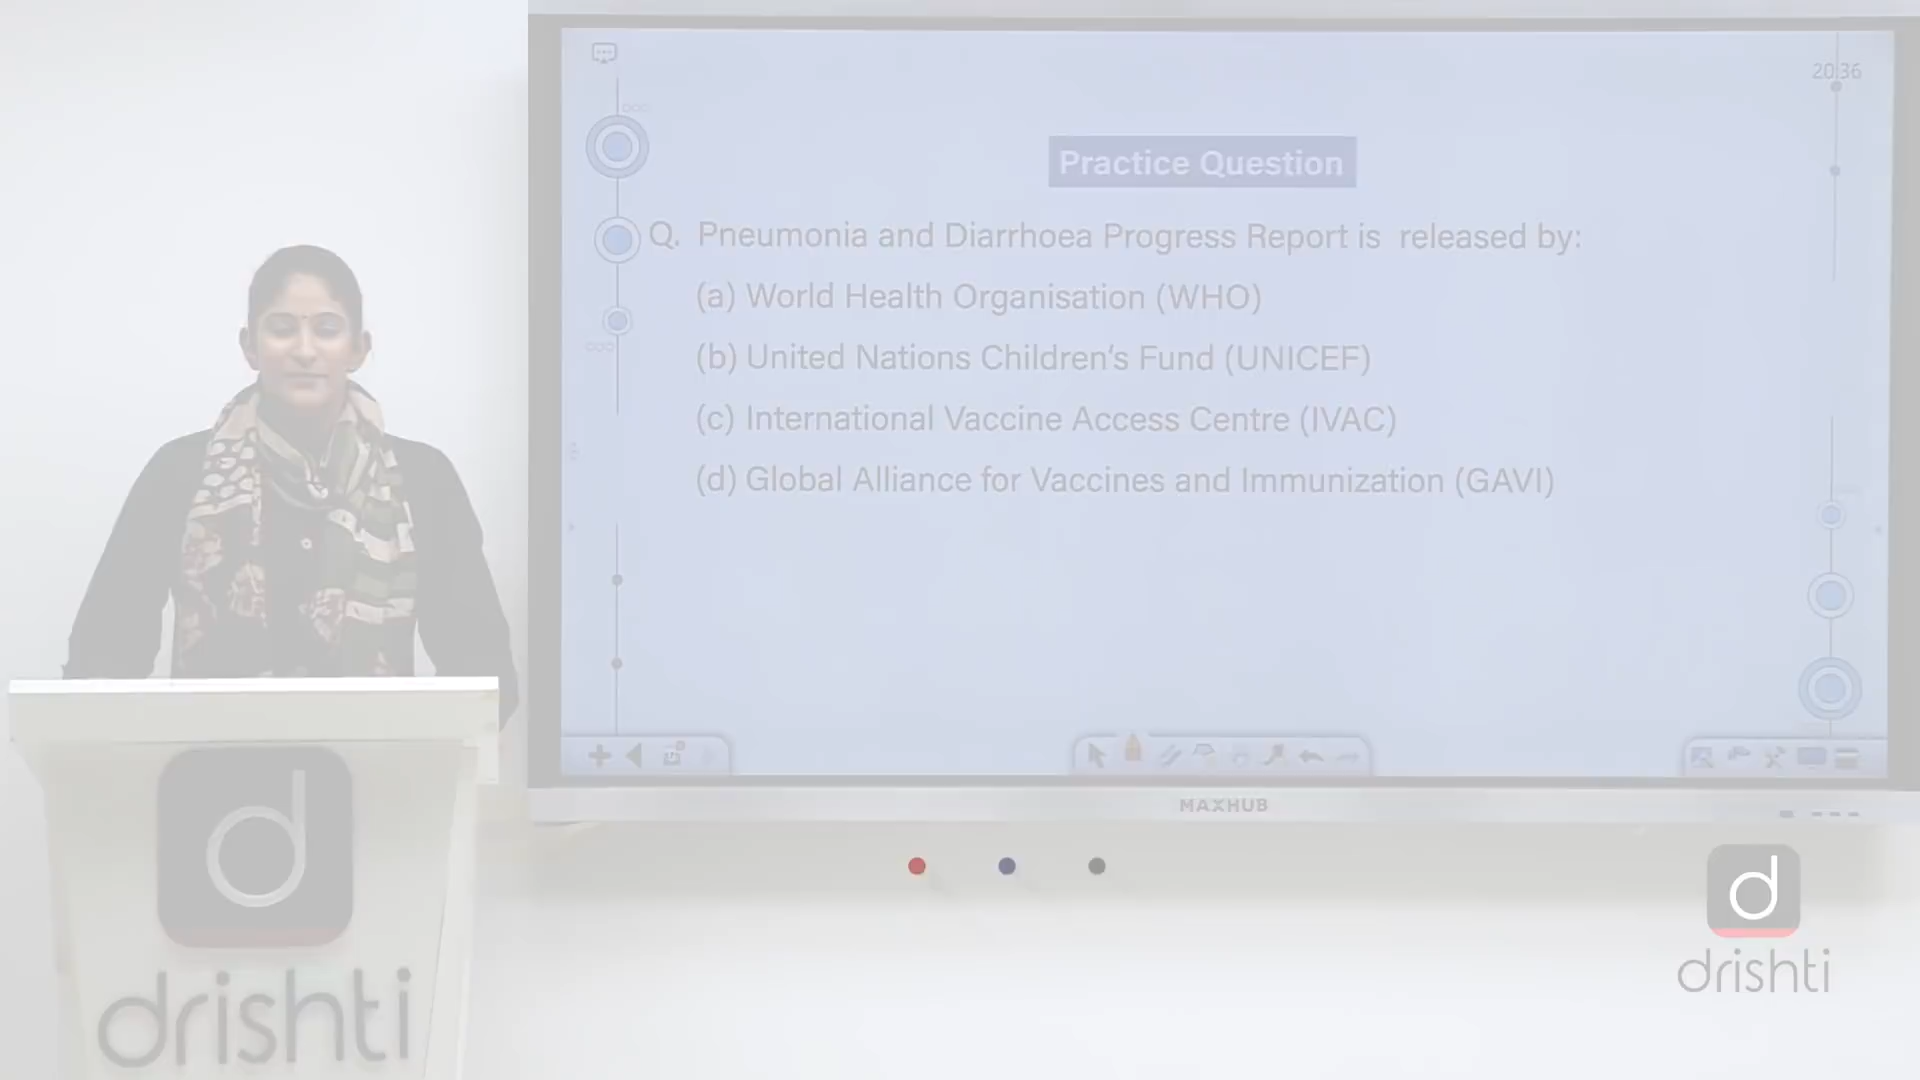 20:36
Practice Question
Q. Pneumonia and Diarrhoea Progress Report is released by:
(a) World Health Organisation (WHO)
(b) United Nations Children's Fund (UNICEF)
(c) International Vaccine Access Centre (IVAC)
(d) Global Alliance for Vaccines and Immunization (GAVI)
MAXHUB
d
drishti
d
drishti